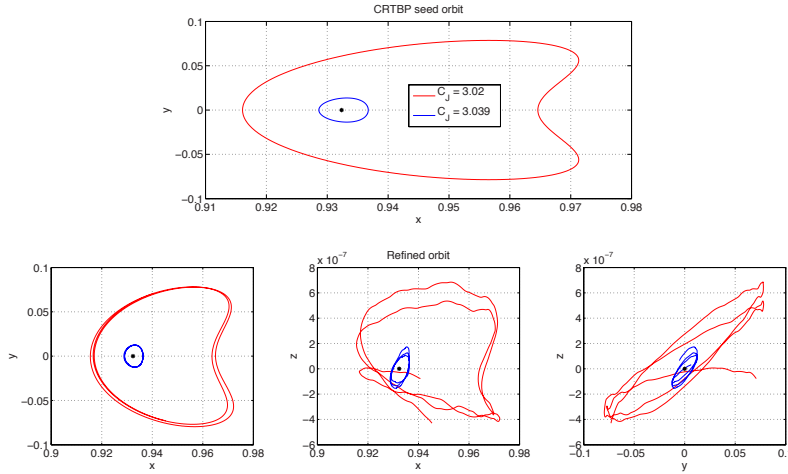 CRTBP seed orbit
0.1
0.05
0
−0.05
−0.1
y
C_J = 3.02
C_J = 3.039
0.91 0.92 0.93 0.94 0.95 0.96 0.97 0.98
x
Refined orbit
0.1
0.05
0
−0.05
−0.1
y
0.9 0.92 0.94 0.96 0.98
x
x 10⁻⁷
8
6
4
2
0
−2
−4
−6
z
0.9 0.92 0.94 0.96 0.98
x
x 10⁻⁷
8
6
4
2
0
−2
−4
−6
z
−0.1 −0.05 0 0.05 0.1
y